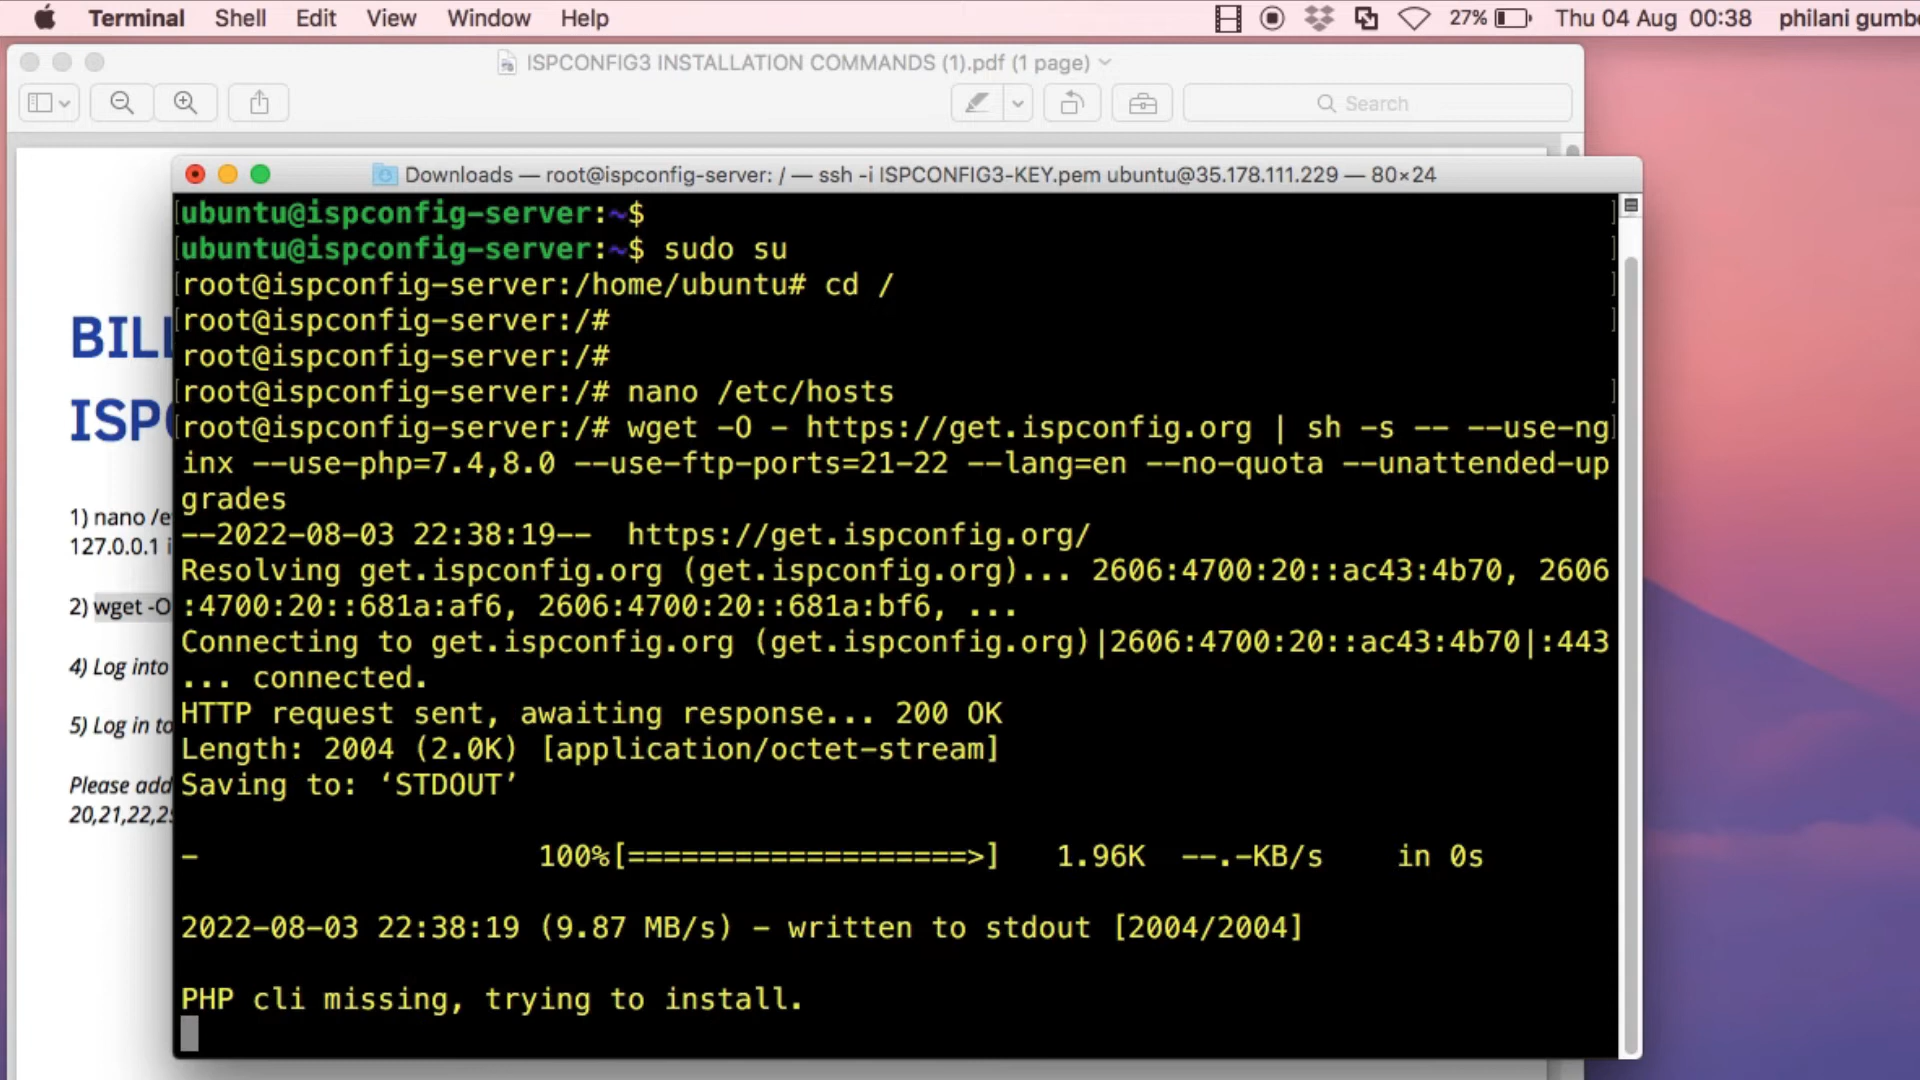 Terminal Shell Edit View Window Help 27% Thu 04 Aug 00:38 philani gumbe
ISPCONFIG3 INSTALLATION COMMANDS (1).pdf (1 page)
Search
Downloads — root@ispconfig-server: / — ssh -i ISPCONFIG3-KEY.pem ubuntu@35.178.111.229 — 80×24
ubuntu@ispconfig-server:~$
ubuntu@ispconfig-server:~$ sudo su
root@ispconfig-server:/home/ubuntu# cd /
root@ispconfig-server:/#
root@ispconfig-server:/#
root@ispconfig-server:/# nano /etc/hosts
root@ispconfig-server:/# wget -O - https://get.ispconfig.org | sh -s -- --use-ng
inx --use-php=7.4,8.0 --use-ftp-ports=21-22 --lang=en --no-quota --unattended-up
grades
--2022-08-03 22:38:19--  https://get.ispconfig.org/
Resolving get.ispconfig.org (get.ispconfig.org)... 2606:4700:20::ac43:4b70, 2606
:4700:20::681a:af6, 2606:4700:20::681a:bf6, ...
Connecting to get.ispconfig.org (get.ispconfig.org)|2606:4700:20::ac43:4b70|:443
... connected.
HTTP request sent, awaiting response... 200 OK
Length: 2004 (2.0K) [application/octet-stream]
Saving to: ‘STDOUT’
- 100%[===================>] 1.96K --.-KB/s in 0s
2022-08-03 22:38:19 (9.87 MB/s) - written to stdout [2004/2004]
PHP cli missing, trying to install.
BILL
ISPC
1) nano /e
127.0.0.1 i
2) wget -O
4) Log into
5) Log in to
Please add
20,21,22,25